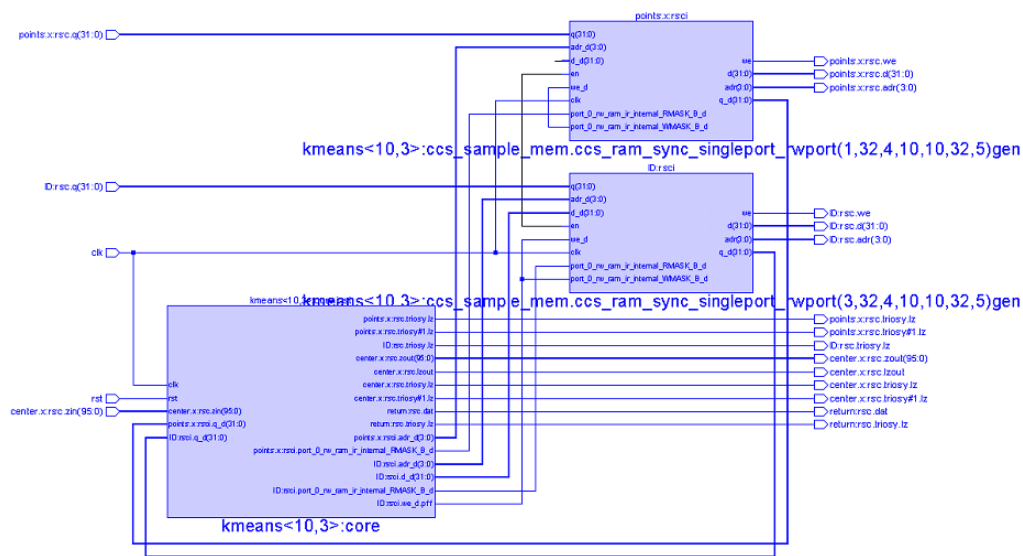 points:x:rsci
points:x:rsc.q(31:0)
q(31:0)
adr_d(3:0)
d_d(31:0)
en
we_d
clk
port_0_rw_ram_ir_internal_RMASK_B_d
port_0_rw_ram_ir_internal_WMASK_B_d
we
d(31:0)
adr(3:0)
q_d(31:0)
points:x:rsc.we
points:x:rsc.d(31:0)
points:x:rsc.adr(3:0)
kmeans<10,3>:ccs_sample_mem.ccs_ram_sync_singleport_rwport(1,32,4,10,10,32,5)gen
ID:rsci
ID:rsc.q(31:0)
q(31:0)
adr_d(3:0)
d_d(31:0)
en
we_d
clk
port_0_rw_ram_ir_internal_RMASK_B_d
port_0_rw_ram_ir_internal_WMASK_B_d
we
d(31:0)
adr(3:0)
q_d(31:0)
ID:rsc.we
ID:rsc.d(31:0)
ID:rsc.adr(3:0)
clk
kmeans<10,3>:ccs_sample_mem.ccs_ram_sync_singleport_rwport(3,32,4,10,10,32,5)gen
rst
center.x:rsc.zin(95:0)
clk
rst
center.x:rsc.zin(95:0)
points:x:rsci.q_d(31:0)
ID:rsci.q_d(31:0)
points:x:rsc.triosy.lz
points:x:rsc.triosy#1.lz
ID:rsc.triosy.lz
center.x:rsc.zout(95:0)
center.x:rsc.lzout
center.x:rsc.triosy.lz
center.x:rsc.triosy#1.lz
return:rsc.dat
return:rsc.triosy.lz
points:x:rsci.adr_d(3:0)
points:x:rsci.port_0_rw_ram_ir_internal_RMASK_B_d
ID:rsci.adr_d(3:0)
ID:rsci.d_d(31:0)
ID:rsci.port_0_rw_ram_ir_internal_RMASK_B_d
ID:rsci.we_d.pff
points:x:rsc.triosy.lz
points:x:rsc.triosy#1.lz
ID:rsc.triosy.lz
center.x:rsc.zout(95:0)
center.x:rsc.lzout
center.x:rsc.triosy.lz
center.x:rsc.triosy#1.lz
return:rsc.dat
return:rsc.triosy.lz
kmeans<10,3>:core